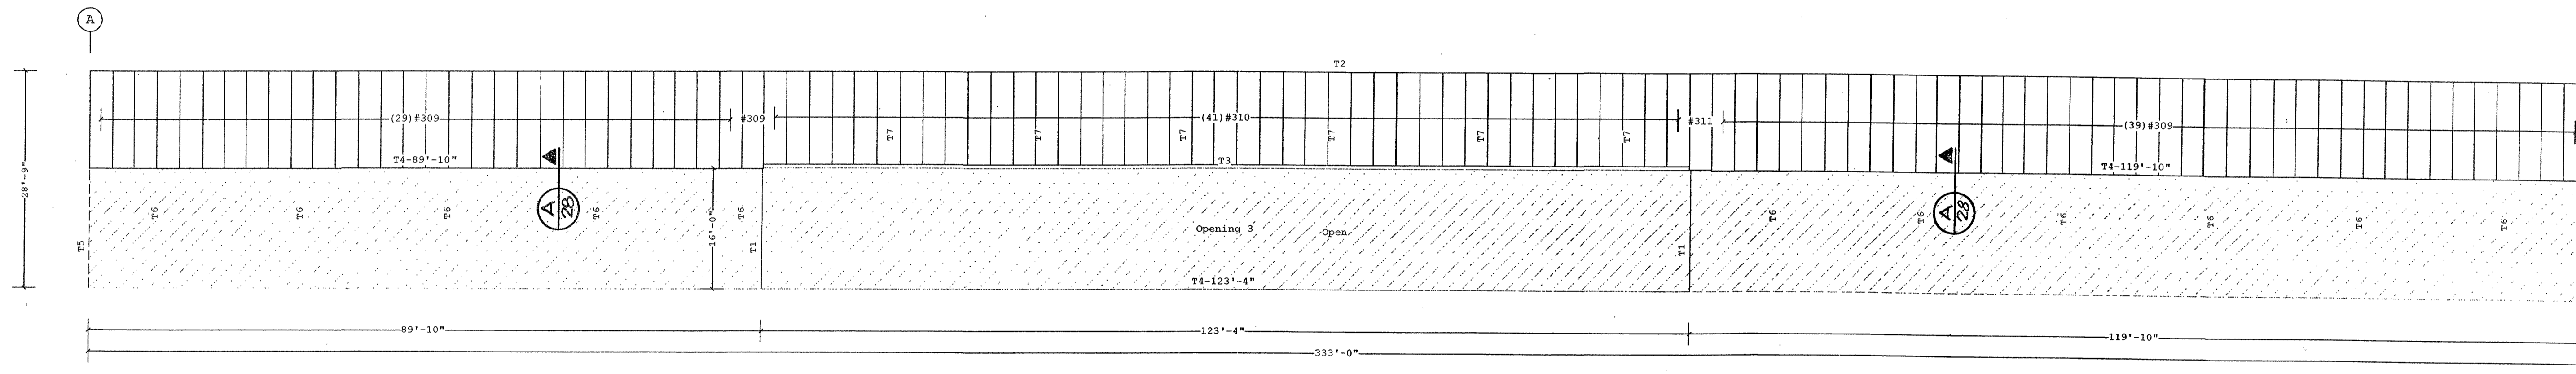 A
T2
(29)#309
#309
(41)#310
#311
(39)#309
T7
T7
T7
T7
T7
T7
T4-89'-10"
T3
T4-119'-10"
28'-9"
T6
T6
T6
A
28
T6
16'-0"
T6
T5
T1
Opening 3
Open
T1
T6
T6
A
28
T6
T6
T6
T6
T4-123'-4"
89'-10"
123'-4"
119'-10"
333'-0"